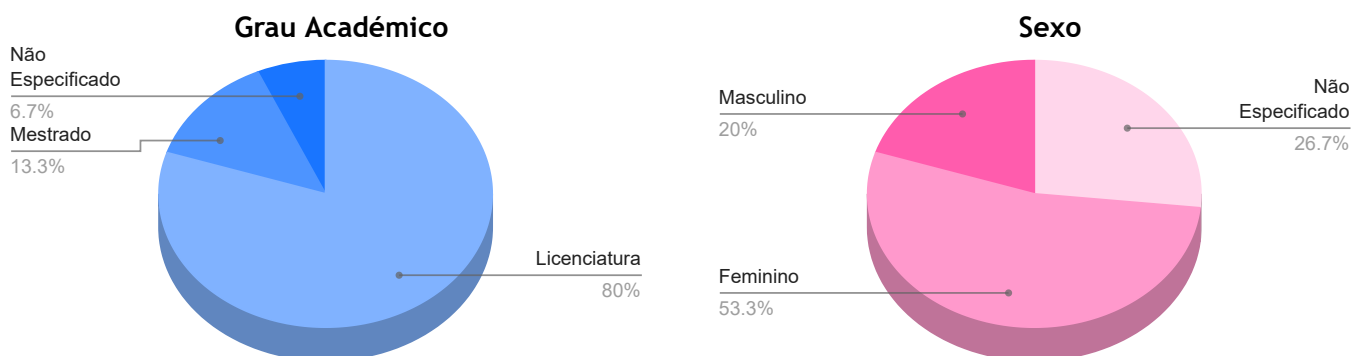 Grau Académico
Não
Especificado
6.7%
Mestrado
13.3%
Licenciatura
80%
Sexo
Masculino
20%
Não
Especificado
26.7%
Feminino
53.3%